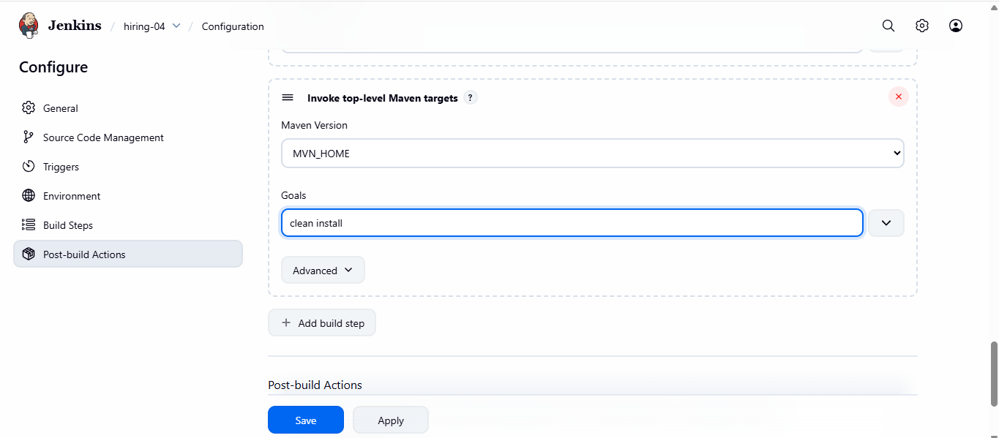 Jenkins / hiring-04 / Configuration
Configure
General
Source Code Management
Triggers
Environment
Build Steps
Post-build Actions
Invoke top-level Maven targets ?
Maven Version
MVN_HOME
Goals
clean install
Advanced
+ Add build step
Post-build Actions
Save
Apply